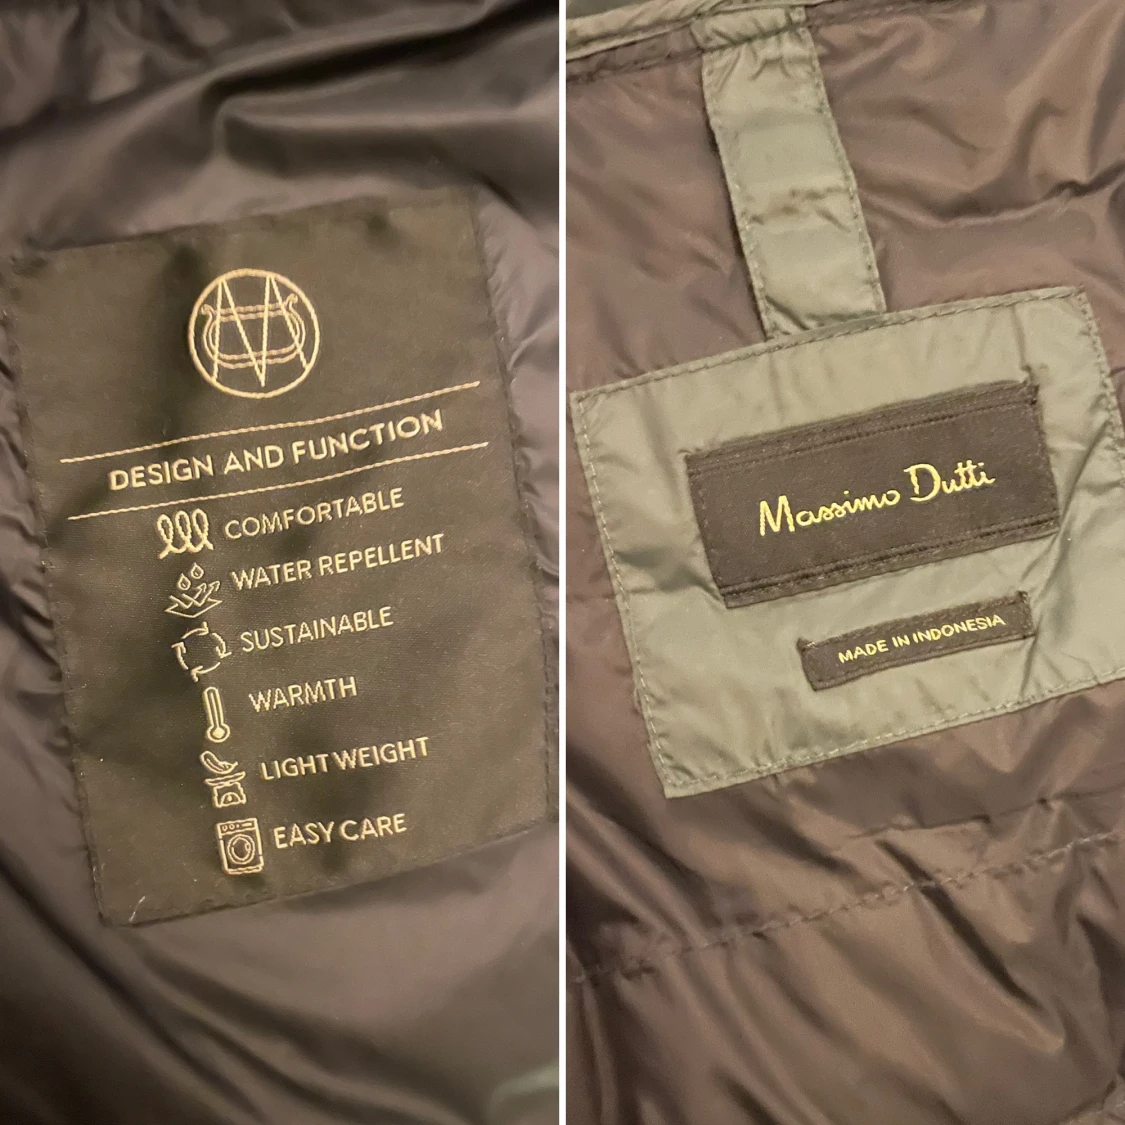 DESIGN AND FUNCTION
COMFORTABLE
WATER REPELLENT
SUSTAINABLE
WARMTH
LIGHT WEIGHT
EASY CARE
Massimo Dutti
MADE IN INDONESIA